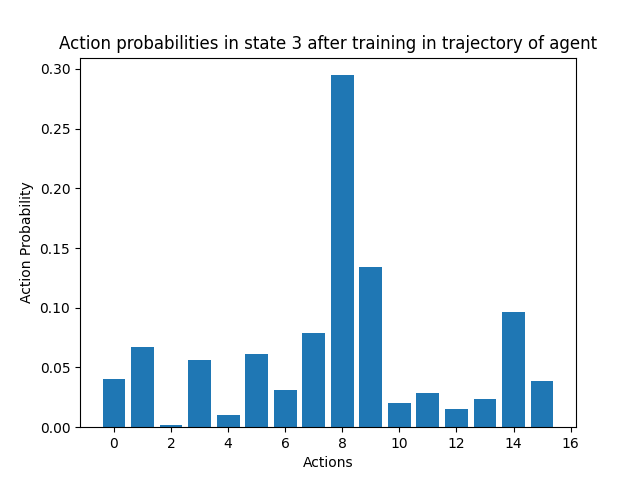 Action probabilities in state 3 after training in trajectory of agent
0.30
0.25
0.20
0.15
0.10
0.05
0.00
Action Probability
0 2 4 6 8 10 12 14 16
Actions